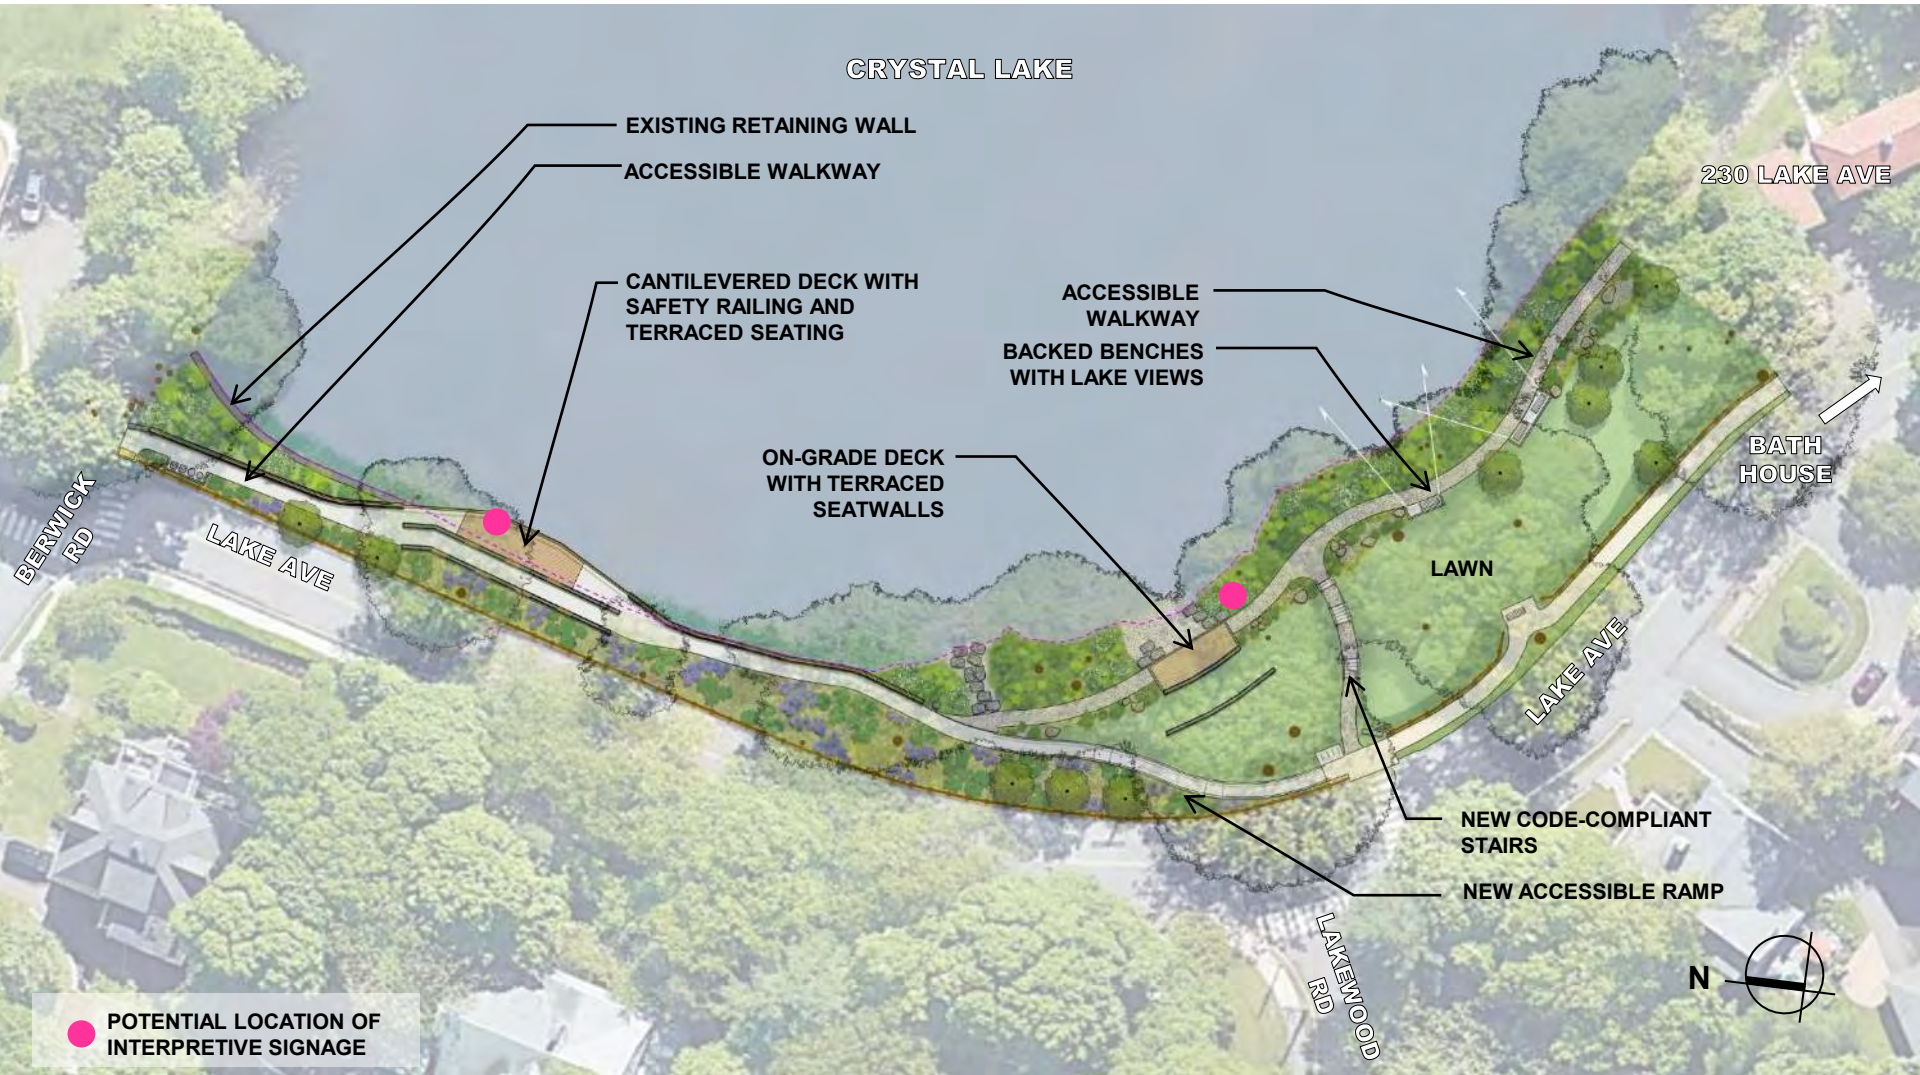 CRYSTAL LAKE
EXISTING RETAINING WALL
ACCESSIBLE WALKWAY
230 LAKE AVE
CANTILEVERED DECK WITH
SAFETY RAILING AND
TERRACED SEATING
ACCESSIBLE
WALKWAY
BACKED BENCHES
WITH LAKE VIEWS
ON-GRADE DECK
WITH TERRACED
SEATWALLS
BATH
HOUSE
BERWICK
RD
LAKE AVE
LAWN
LAKE AVE
NEW CODE-COMPLIANT
STAIRS
NEW ACCESSIBLE RAMP
LAKEWOOD
RD
N
POTENTIAL LOCATION OF
INTERPRETIVE SIGNAGE